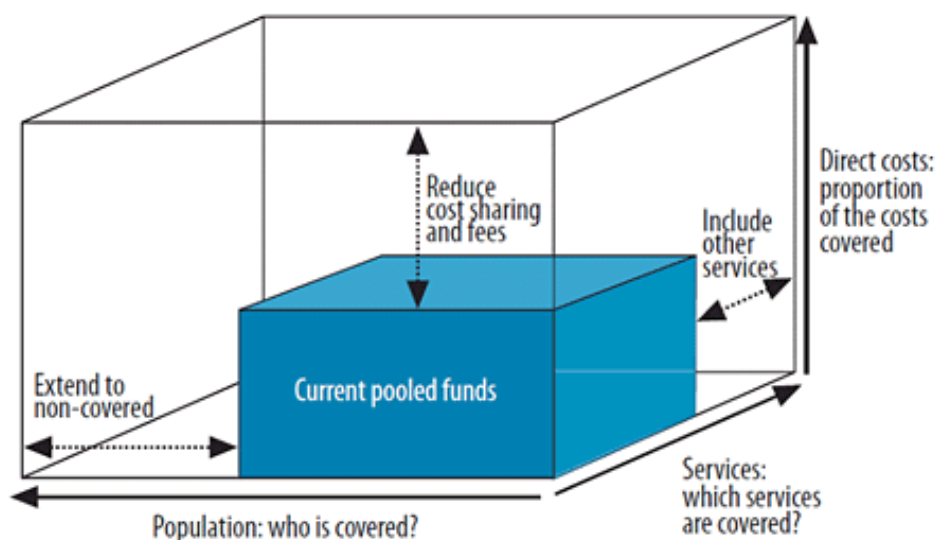 Direct costs:
proportion
of the costs
covered
Reduce
cost sharing
and fees
Include
other
services
Extend to
non-covered
Current pooled funds
Services:
which services
are covered?
Population: who is covered?